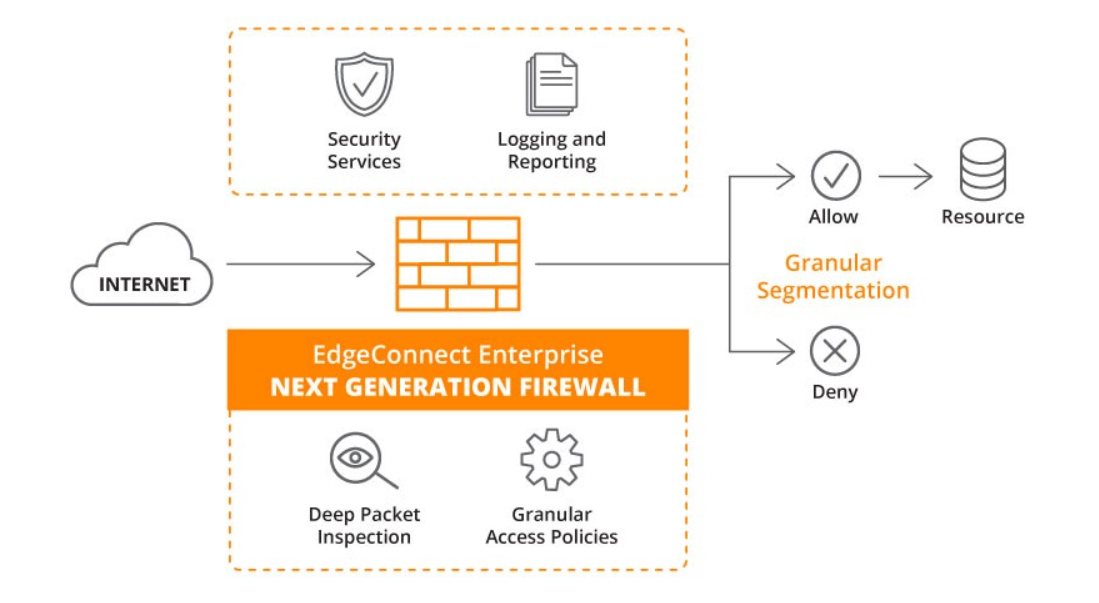 Security
Services
Logging and
Reporting
INTERNET
Allow
Resource
Granular
Segmentation
Deny
EdgeConnect Enterprise
NEXT GENERATION FIREWALL
Deep Packet
Inspection
Granular
Access Policies